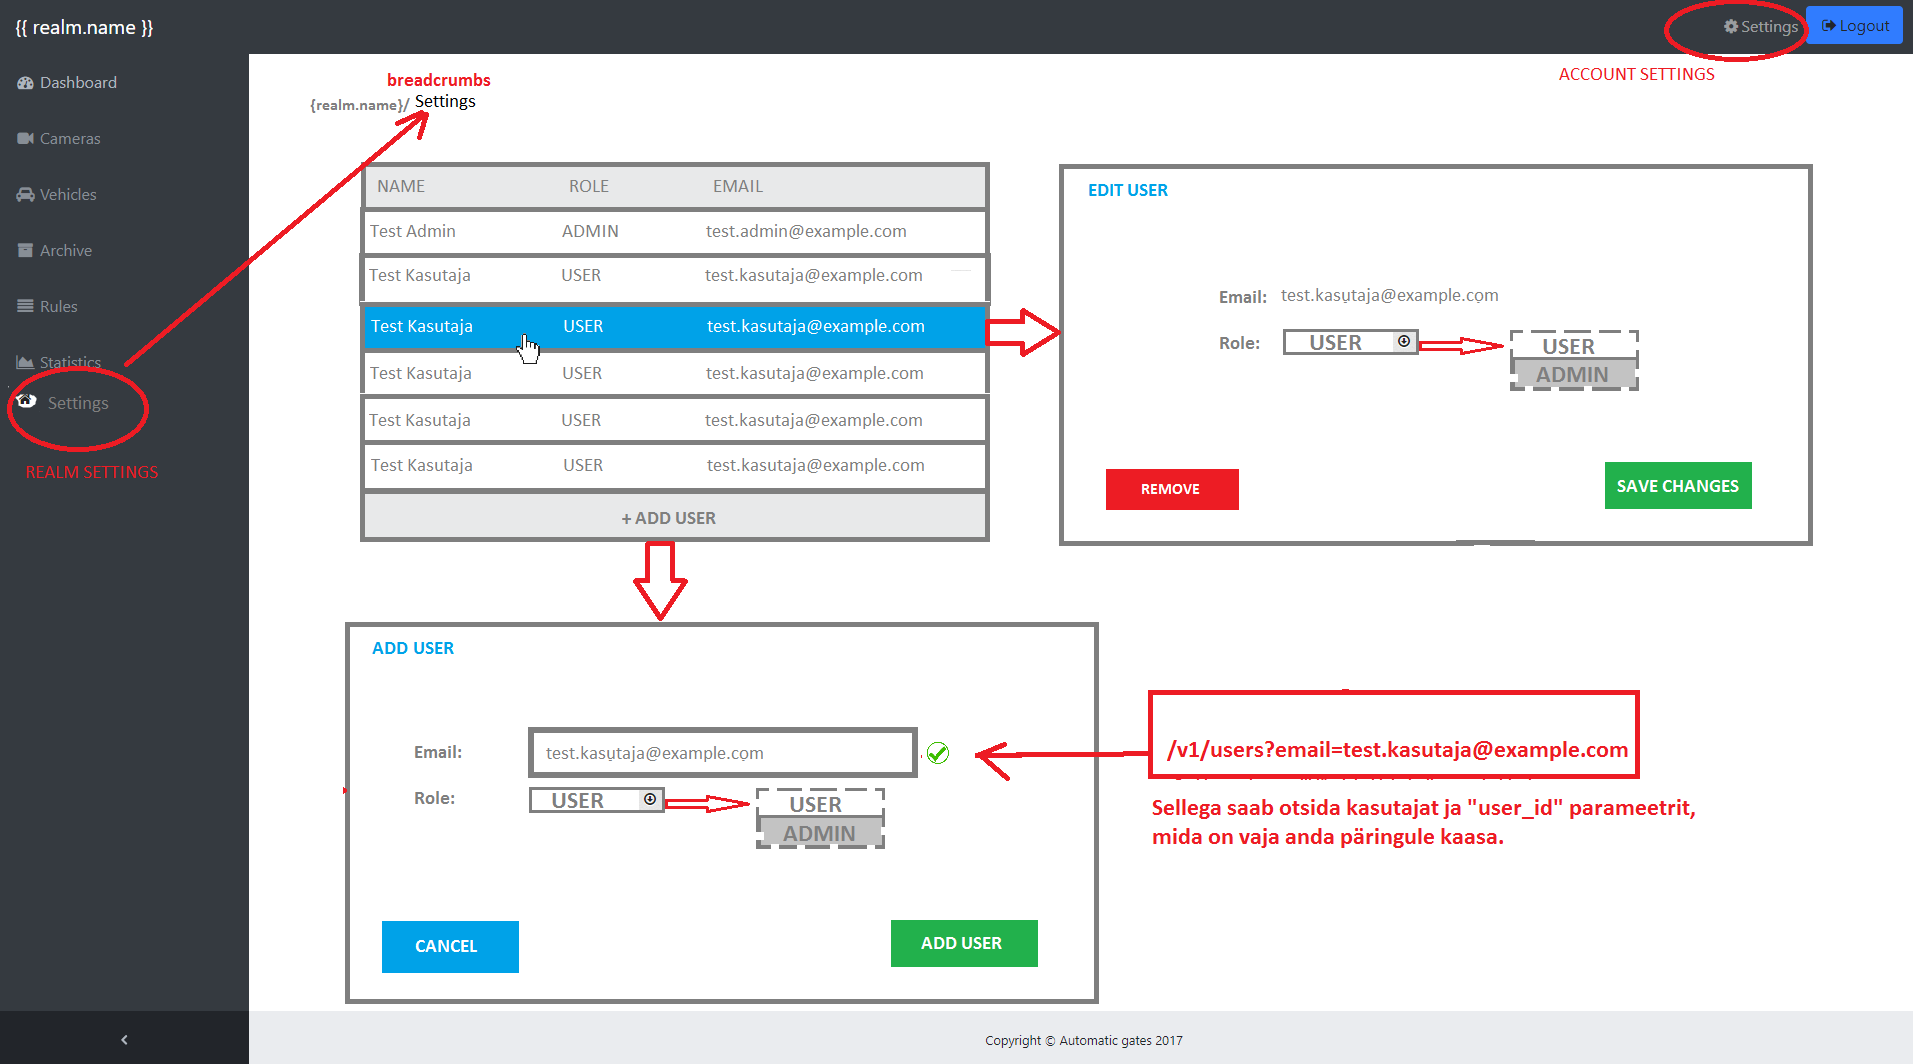 {{ realm.name }}
Settings
Logout
ACCOUNT SETTINGS
Dashboard
Cameras
Vehicles
Archive
Rules
Statistics
Settings
REALM SETTINGS
breadcrumbs
{realm.name}/ Settings
NAME ROLE EMAIL
Test Admin ADMIN test.admin@example.com
Test Kasutaja USER test.kasutaja@example.com
Test Kasutaja USER test.kasutaja@example.com
Test Kasutaja USER test.kasutaja@example.com
Test Kasutaja USER test.kasutaja@example.com
Test Kasutaja USER test.kasutaja@example.com
+ ADD USER
EDIT USER
Email: test.kasutaja@example.com
Role: USER
USER
ADMIN
REMOVE
SAVE CHANGES
ADD USER
Email: test.kasutaja@example.com
Role: USER
USER
ADMIN
CANCEL
ADD USER
/v1/users?email=test.kasutaja@example.com
Sellega saab otsida kasutajat ja "user_id" parameetrit,
mida on vaja anda päringule kaasa.
Copyright © Automatic gates 2017